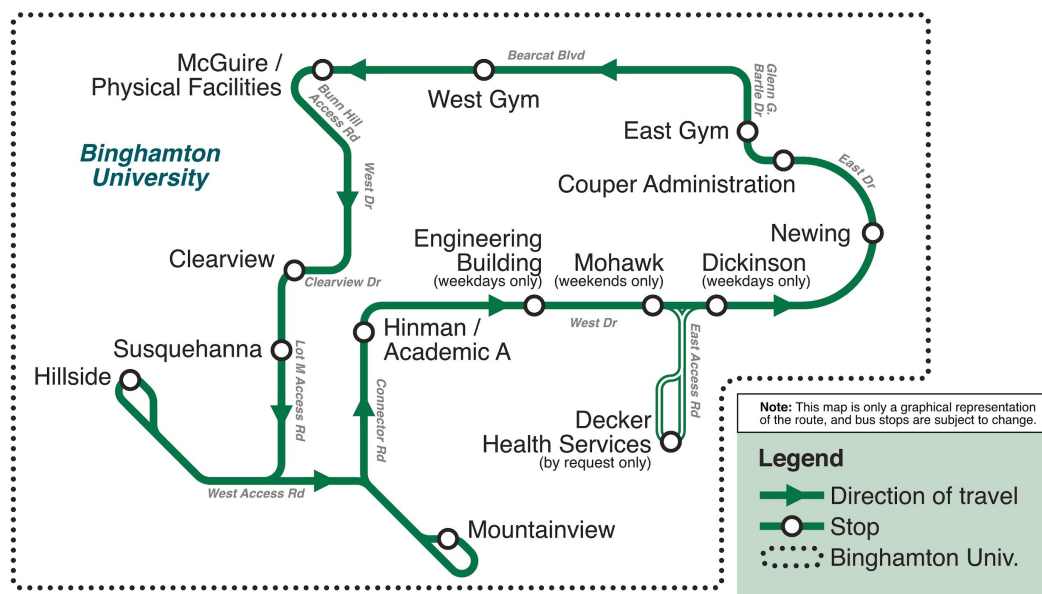 Bearcat Blvd
McGuire /
Physical Facilities
West Gym
Glenn G.
Bartle Dr
Bunn Hill
Access Rd
East Gym
Binghamton
University
Couper Administration
East Dr
West Dr
Newing
Clearview
Clearview Dr
Engineering
Building
(weekdays only)
Mohawk
(weekends only)
Dickinson
(weekdays only)
West Dr
Hinman /
Academic A
Susquehanna
Lot M Access Rd
East Access Rd
Hillside
Connector Rd
Decker
Health Services
(by request only)
West Access Rd
Mountainview
Note: This map is only a graphical representation
of the route, and bus stops are subject to change.
Legend
Direction of travel
Stop
Binghamton Univ.